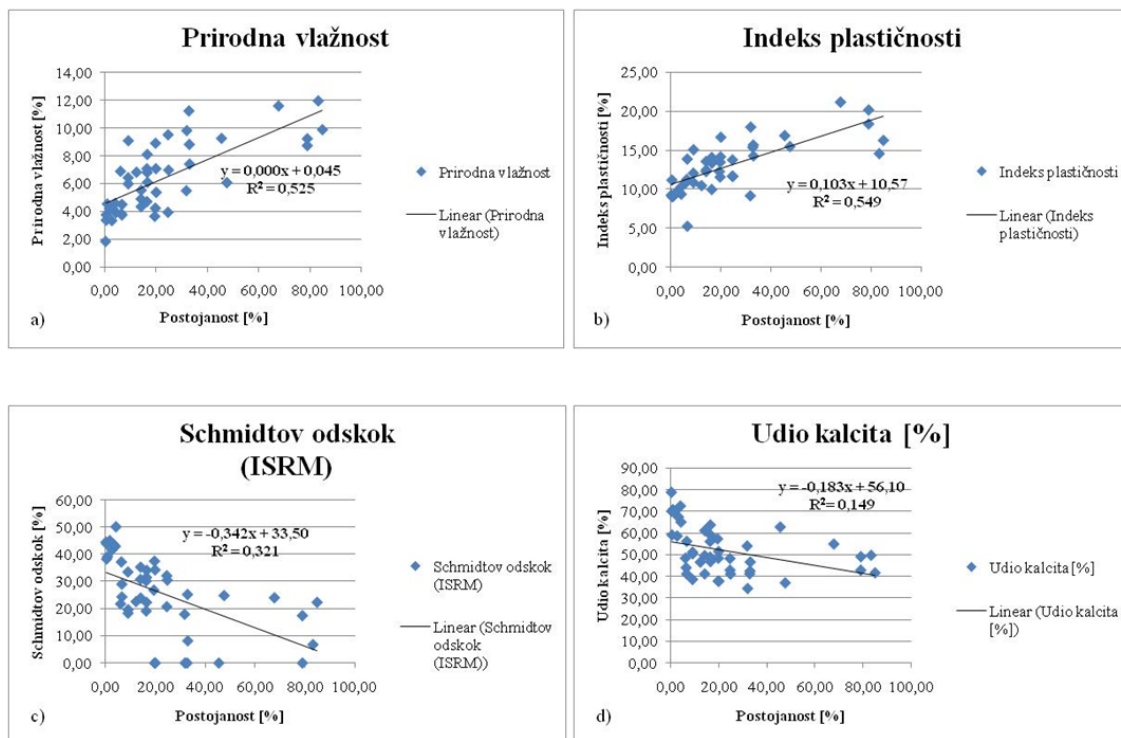 Prirodna vlažnost
Prirodna vlažnost [%]
14,00
12,00
10,00
8,00
6,00
4,00
2,00
0,00
0,00 20,00 40,00 60,00 80,00 100,00
Postojanost [%]
y = 0,000x + 0,045
R² = 0,525
Prirodna vlažnost
Linear (Prirodna
vlažnost)
a)
Indeks plastičnosti
Indeks plastičnosti [%]
25,00
20,00
15,00
10,00
5,00
0,00
0,00 20,00 40,00 60,00 80,00 100,00
Postojanost [%]
y = 0,103x + 10,57
R² = 0,549
Indeks plastičnosti
Linear (Indeks
plastičnosti)
b)
Schmidtov odskok
(ISRM)
Schmidtov odskok [%]
60,00
50,00
40,00
30,00
20,00
10,00
0,00
0,00 20,00 40,00 60,00 80,00 100,00
Postojanost [%]
y = -0,342x + 33,50
R² = 0,321
Schmidtov odskok
(ISRM)
Linear (Schmidtov
odskok
(ISRM))
c)
Udio kalcita [%]
Udio kalcita [%]
90,00
80,00
70,00
60,00
50,00
40,00
30,00
20,00
10,00
0,00
0,00 20,00 40,00 60,00 80,00 100,00
Postojanost [%]
y = -0,183x + 56,10
R² = 0,149
Udio kalcita [%]
Linear (Udio kalcita
[%])
d)